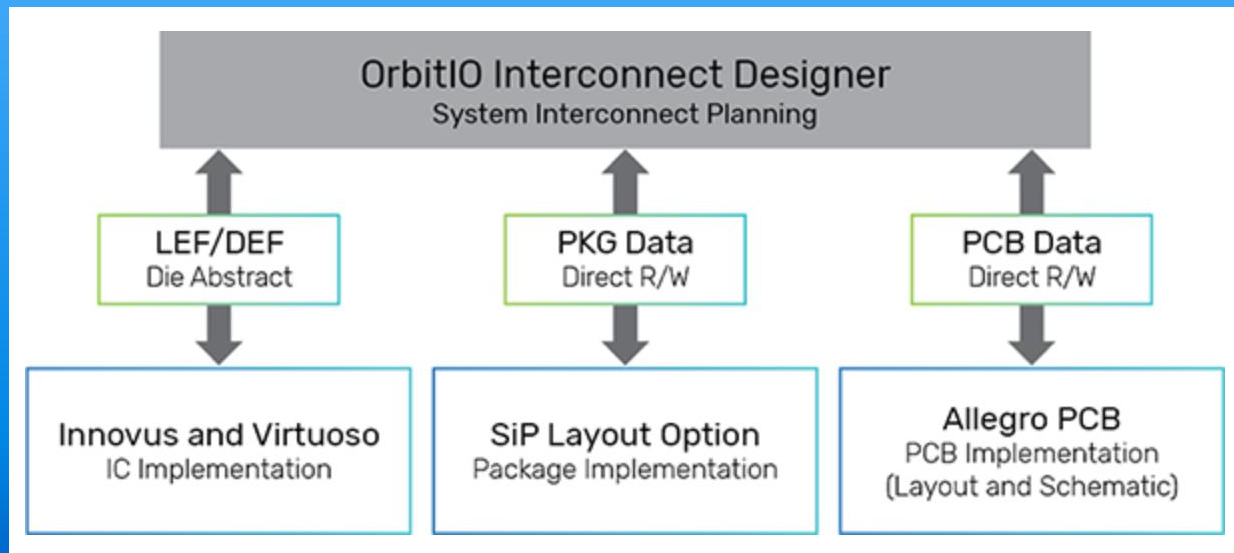 OrbitIO Interconnect Designer
System Interconnect Planning
LEF/DEF
Die Abstract
PKG Data
Direct R/W
PCB Data
Direct R/W
Innovus and Virtuoso
IC Implementation
SiP Layout Option
Package Implementation
Allegro PCB
PCB Implementation
(Layout and Schematic)